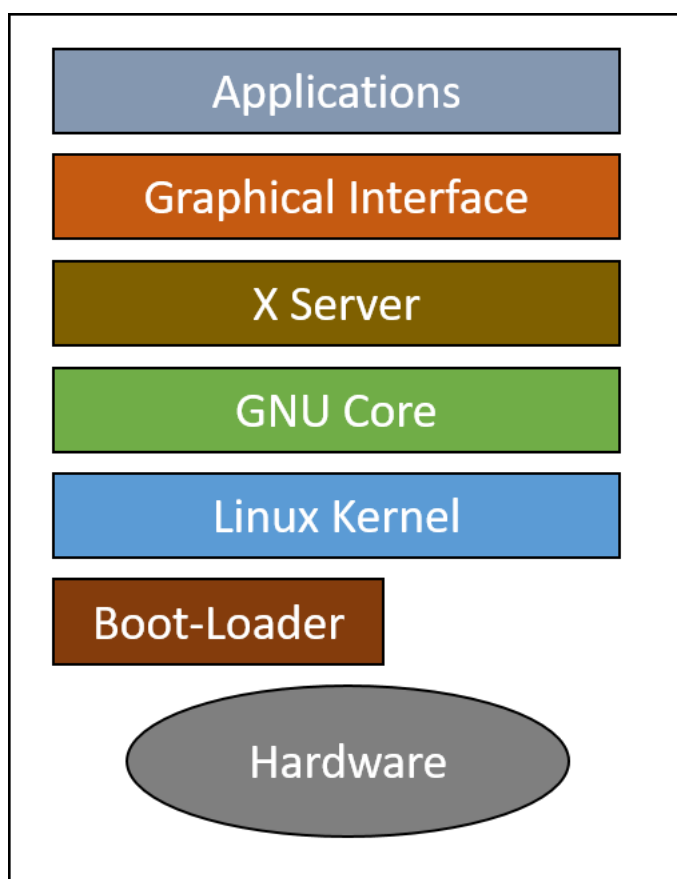 Applications
Graphical Interface
X Server
GNU Core
Linux Kernel
Boot-Loader
Hardware